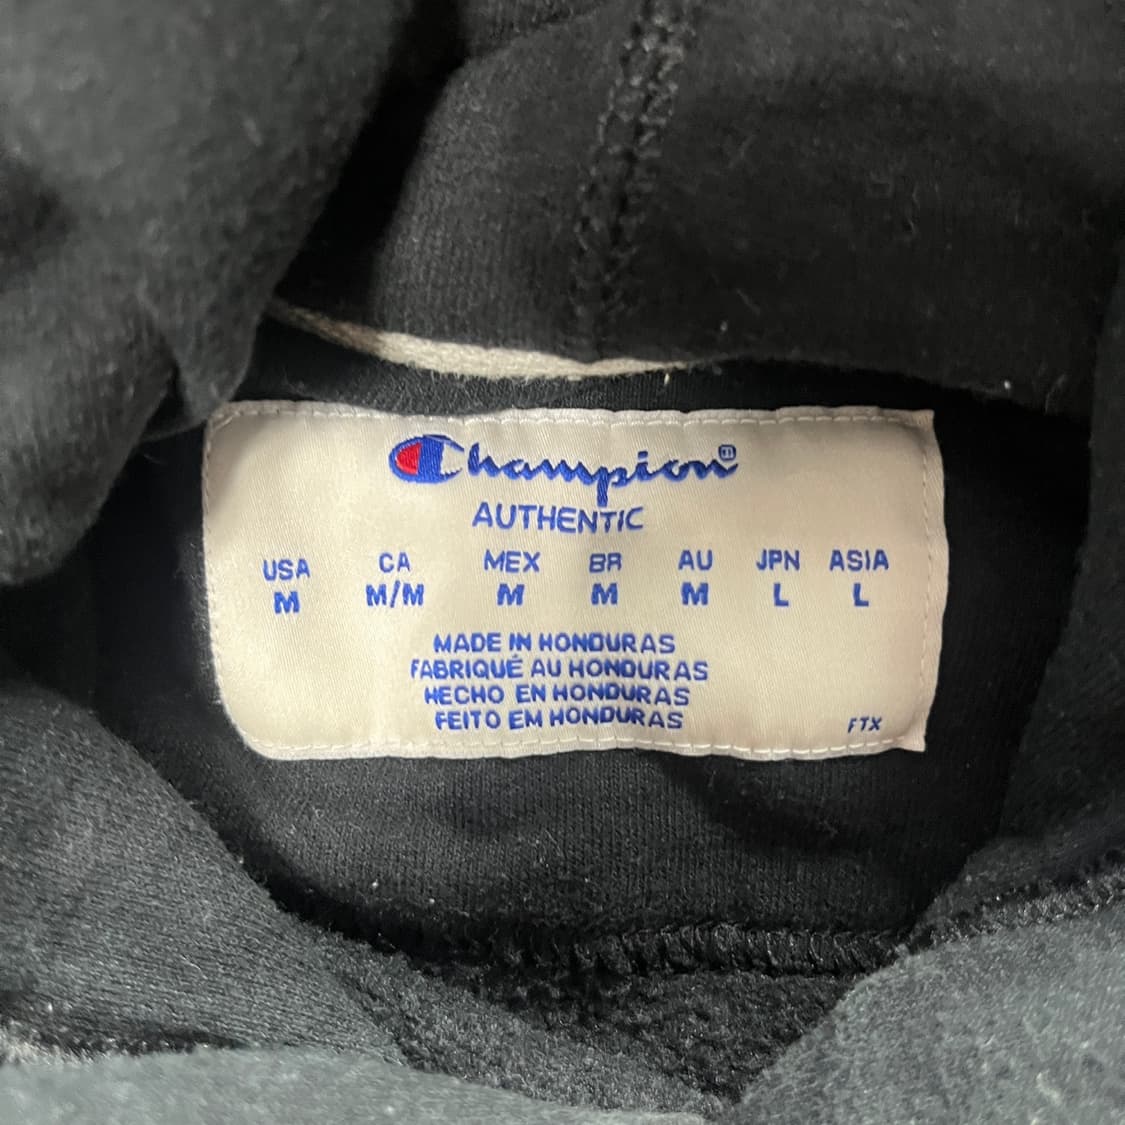 Champion
AUTHENTIC
USA CA MEX BR AU JPN ASIA
M M/M M M M L L
MADE IN HONDURAS
FABRIQUÉ AU HONDURAS
HECHO EN HONDURAS
FEITO EM HONDURAS
FTX